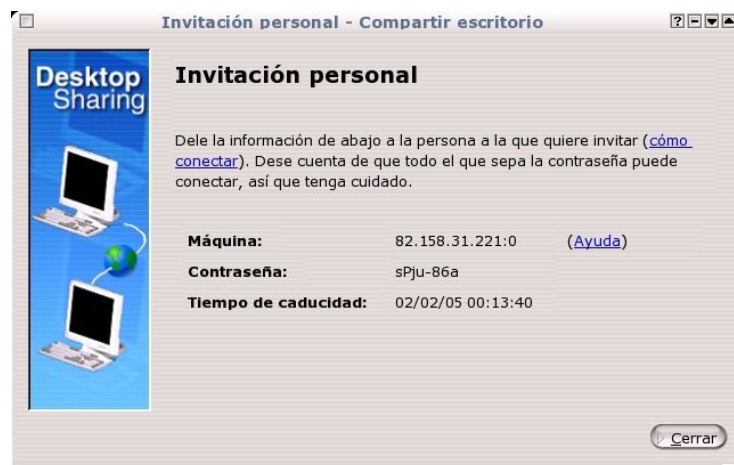 Invitación personal - Compartir escritorio
Desktop
Sharing
Invitación personal
Dele la información de abajo a la persona a la que quiere invitar (cómo
conectar). Dese cuenta de que todo el que sepa la contraseña puede
conectar, así que tenga cuidado.
Máquina: 82.158.31.221:0 (Ayuda)
Contraseña: sPju-86a
Tiempo de caducidad: 02/02/05 00:13:40
Cerrar